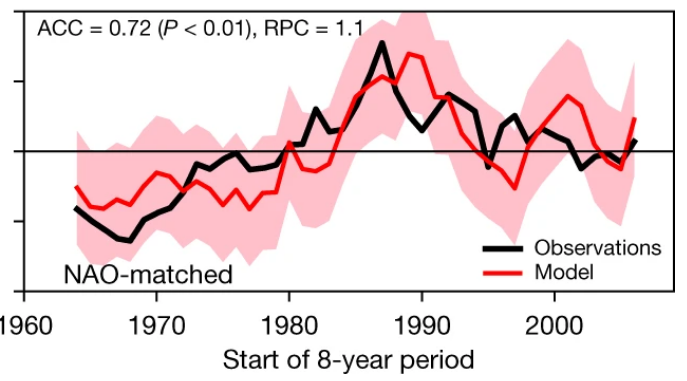 ACC = 0.72 (P < 0.01), RPC = 1.1
Observations
Model
NAO-matched
1960 1970 1980 1990 2000
Start of 8-year period